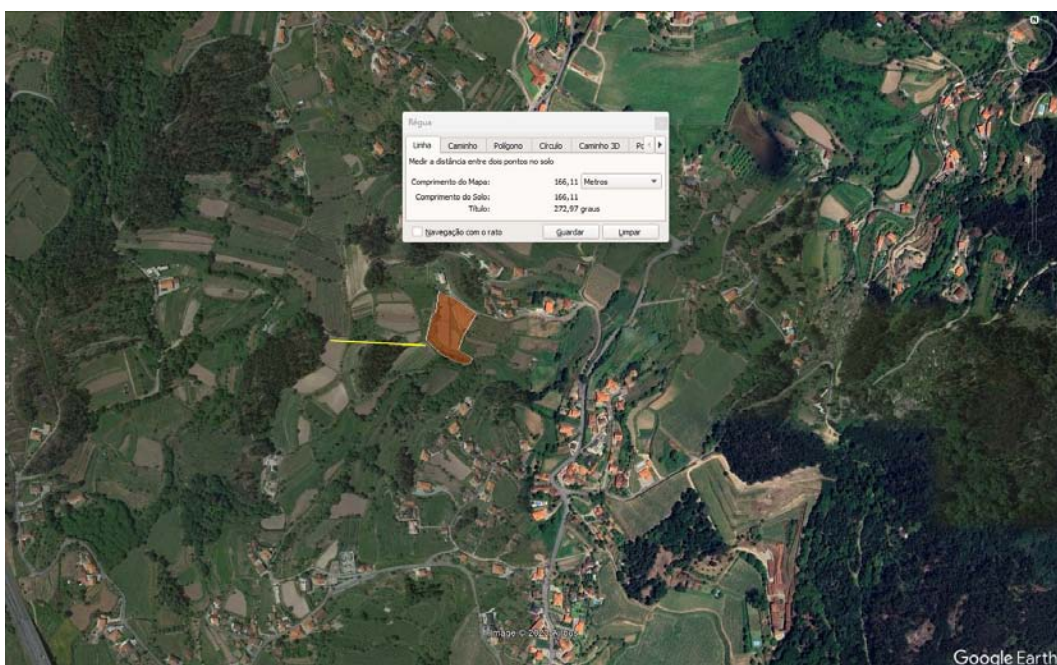 N
Régua
Linha Caminho Polígono Círculo Caminho 3D
Medir a distância entre dois pontos no solo
Comprimento do Mapa: 166,11 Metros
Comprimento do Solo: 166,11
Título: 272,97 graus
Navegação com o rato Guardar Limpar
Image ©
Google Earth